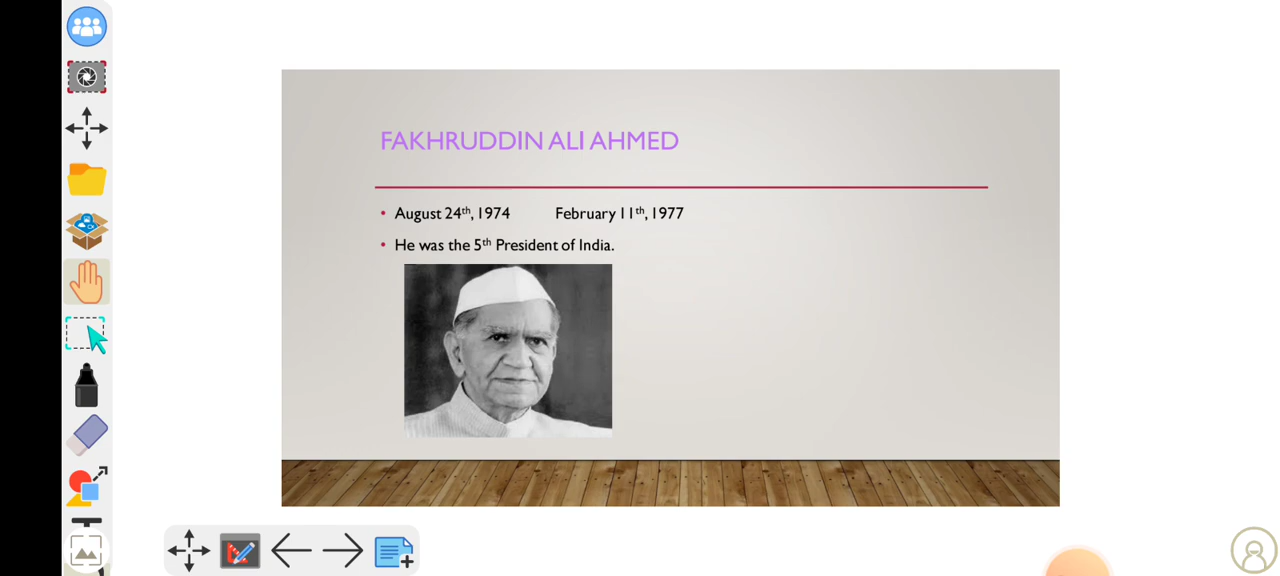 FAKHRUDDIN ALI AHMED
• August 24th, 1974 February 11th, 1977
• He was the 5th President of India.